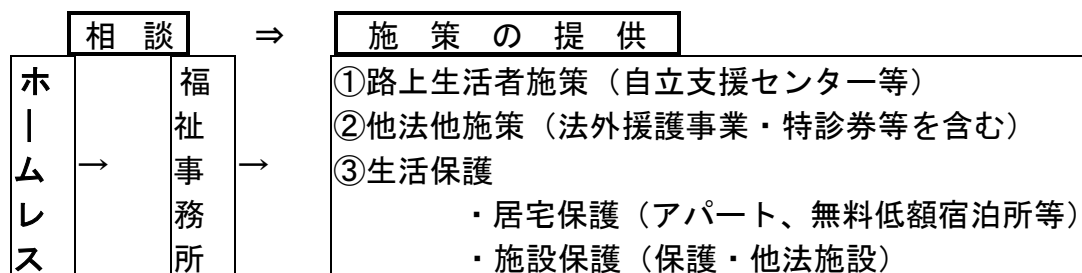 相 談 ⇒ 施 策 の 提 供
ホームレス
→
福祉事務所
→
①路上生活者施策（自立支援センター等）
②他法他施策（法外援護事業・特診券等を含む）
③生活保護
・居宅保護（アパート、無料低額宿泊所等）
・施設保護（保護・他法施設）